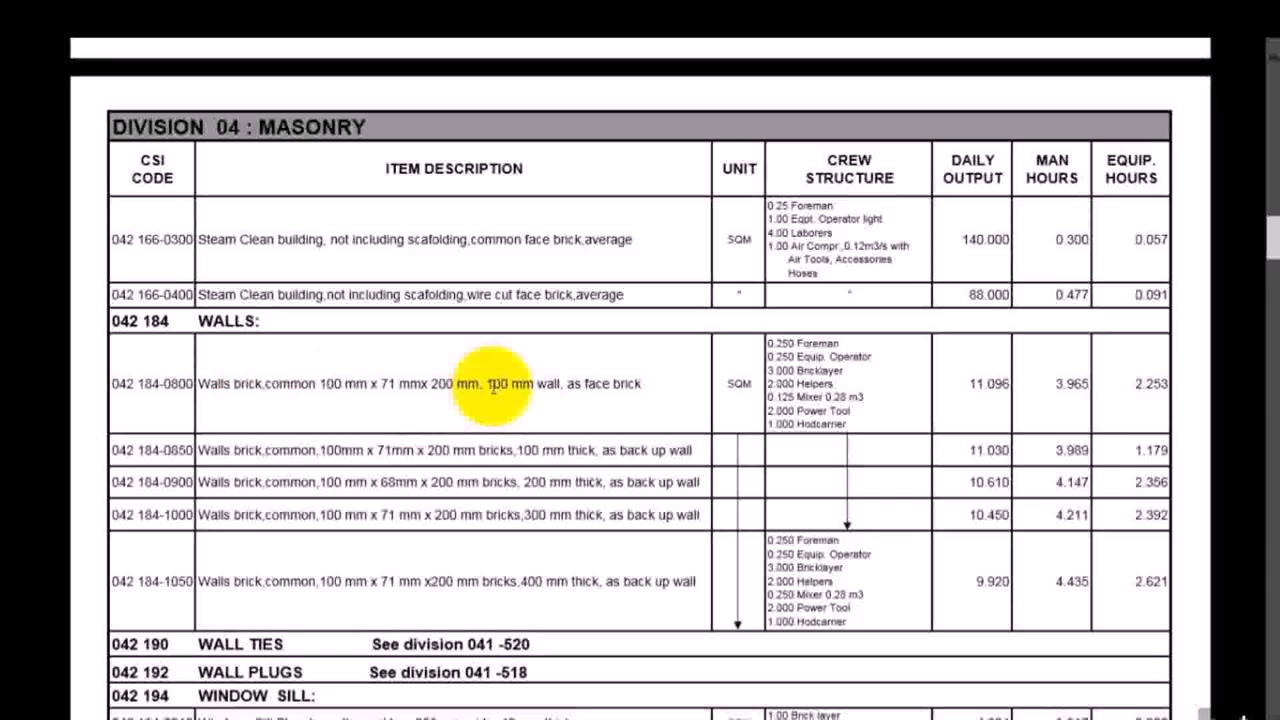 DIVISION 04 : MASONRY
CSI CODE ITEM DESCRIPTION UNIT CREW STRUCTURE DAILY OUTPUT MAN HOURS EQUIP. HOURS
042 166-0300 Steam Clean building, not including scafolding,common face brick,average SQM 140.000 0.300 0.057
0.25 Foreman
1.00 Eqpt. Operator light
4.00 Laborers
1.00 Air Compr.,0.12m3/s with
Air Tools, Accessories
Hoses
042 166-0400 Steam Clean building,not including scafolding,wire cut face brick,average " " 88.000 0.477 0.091
042 184 WALLS:
042 184-0800 Walls brick,common 100 mm x 71 mmx 200 mm, 100 mm wall, as face brick SQM 11.096 3.965 2.253
0.250 Foreman
0.250 Equip. Operator
3.000 Bricklayer
2.000 Helpers
0.125 Mixer 0.28 m3
2.000 Power Tool
1.000 Hodcarrier
042 184-0850 Walls brick,common,100mm x 71mm x 200 mm bricks,100 mm thick, as back up wall 11.030 3.989 1.179
042 184-0900 Walls brick,common,100 mm x 68mm x 200 mm bricks, 200 mm thick, as back up wall 10.610 4.147 2.356
042 184-1000 Walls brick,common,100 mm x 71 mm x 200 mm bricks,300 mm thick, as back up wall 10.450 4.211 2.392
042 184-1050 Walls brick,common,100 mm x 71 mm x200 mm bricks,400 mm thick, as back up wall 9.920 4.435 2.621
0.250 Foreman
0.250 Equip. Operator
3.000 Bricklayer
2.000 Helpers
0.250 Mixer 0.28 m3
2.000 Power Tool
1.000 Hodcarrier
042 190 WALL TIES See division 041 -520
042 192 WALL PLUGS See division 041 -518
042 194 WINDOW SILL:
1.00 Brick layer